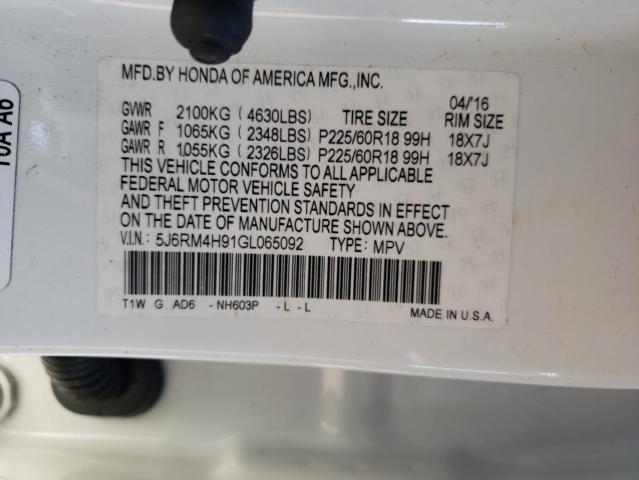 MFD.BY HONDA OF AMERICA MFG.,INC. 04/'16
GVWR 2100KG ( 4630LBS) TIRE SIZE RIM SIZE
GAWR F 1065KG ( 2348LBS) P225/60R18 99H 18X7J
GAWR R 1055KG ( 2326LBS) P225/60R18 99H 18X7J
THIS VEHICLE CONFORMS TO ALL APPLICABLE
FEDERAL MOTOR VEHICLE SAFETY
AND THEFT PREVENTION STANDARDS IN EFFECT
ON THE DATE OF MANUFACTURE SHOWN ABOVE.
V.I.N.: 5J6RM4H91GL065092 TYPE: MPV
T1W G AD6 -NH603P -L -L MADE IN U.S.A.